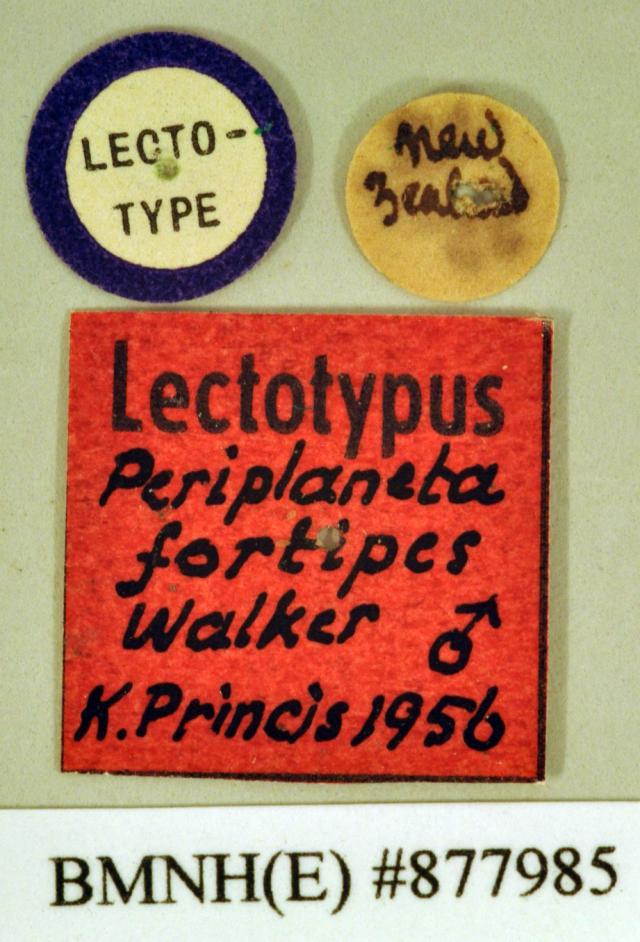 LECTO-
TYPE
New
Zealand
Lectotypus
Periplaneta
fortipes
Walker ♂
K. Princis 1956
BMNH(E) #877985